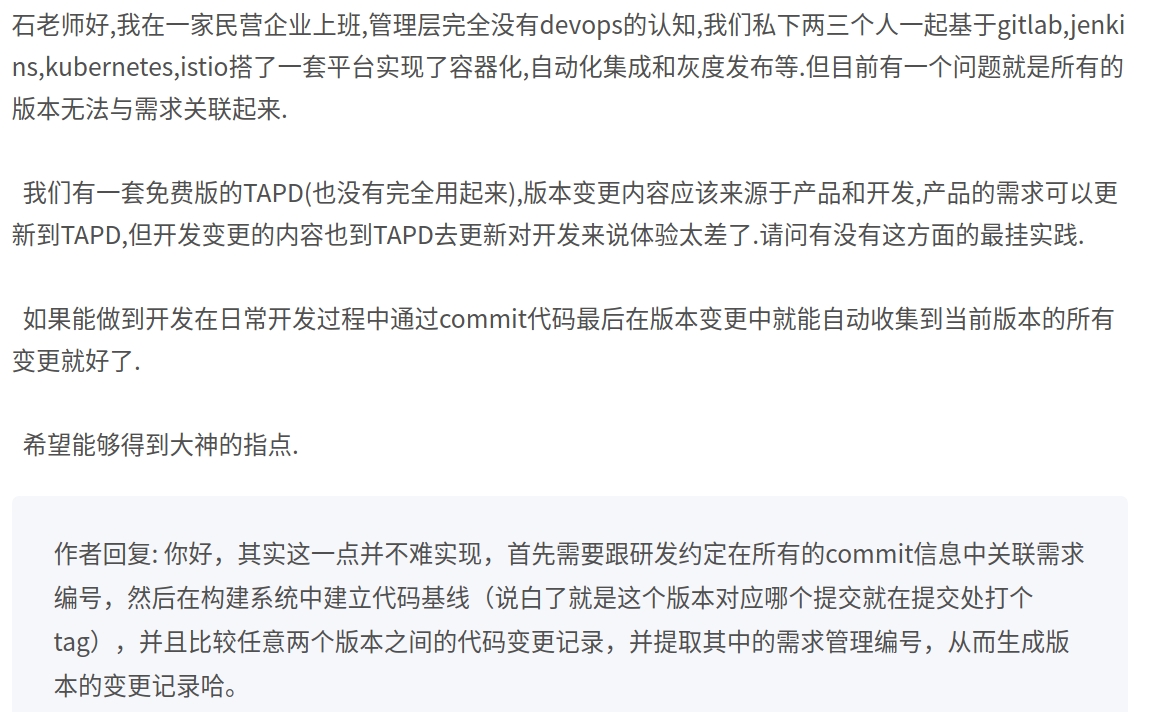 石老师好,我在一家民营企业上班,管理层完全没有devops的认知,我们私下两三个人一起基于gitlab,jenki
ns,kubernetes,istio搭了一套平台实现了容器化,自动化集成和灰度发布等.但目前有一个问题就是所有的
版本无法与需求关联起来.
我们有一套免费版的TAPD(也没有完全用起来),版本变更内容应该来源于产品和开发,产品的需求可以更
新到TAPD,但开发变更的内容也到TAPD去更新对开发来说体验太差了.请问有没有这方面的最挂实践.
如果能做到开发在日常开发过程中通过commit代码最后在版本变更中就能自动收集到当前版本的所有
变更就好了.
希望能够得到大神的指点.
作者回复: 你好，其实这一点并不难实现，首先需要跟研发约定在所有的commit信息中关联需求
编号，然后在构建系统中建立代码基线（说白了就是这个版本对应哪个提交就在提交处打个
tag），并且比较任意两个版本之间的代码变更记录，并提取其中的需求管理编号，从而生成版
本的变更记录哈。